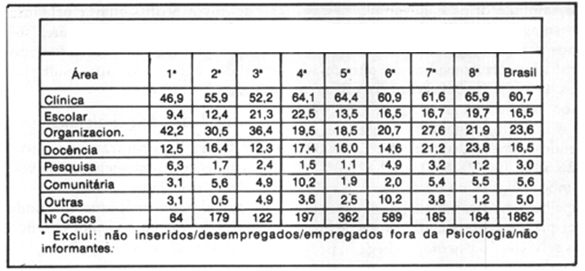 Área 1ª 2ª 3ª 4ª 5ª 6ª 7ª 8ª Brasil
Clínica 46,9 55,9 52,2 64,1 64,4 60,9 61,6 65,9 60,7
Escolar 9,4 12,4 21,3 22,5 13,5 16,5 16,7 19,7 16,5
Organizacion. 42,2 30,5 36,4 19,5 18,5 20,7 27,6 21,9 23,6
Docência 12,5 16,4 12,3 17,4 16,0 14,6 21,2 23,8 16,5
Pesquisa 6,3 1,7 2,4 1,5 1,1 4,9 3,2 1,2 3,0
Comunitária 3,1 5,6 4,9 10,2 1,9 2,0 5,4 5,5 5,6
Outras 3,1 0,5 4,9 3,6 2,5 10,2 3,8 1,2 5,0
Nº Casos 64 179 122 197 362 589 185 164 1862
* Exclui: não inseridos/desempregados/empregados fora da Psicologia/não
informantes.